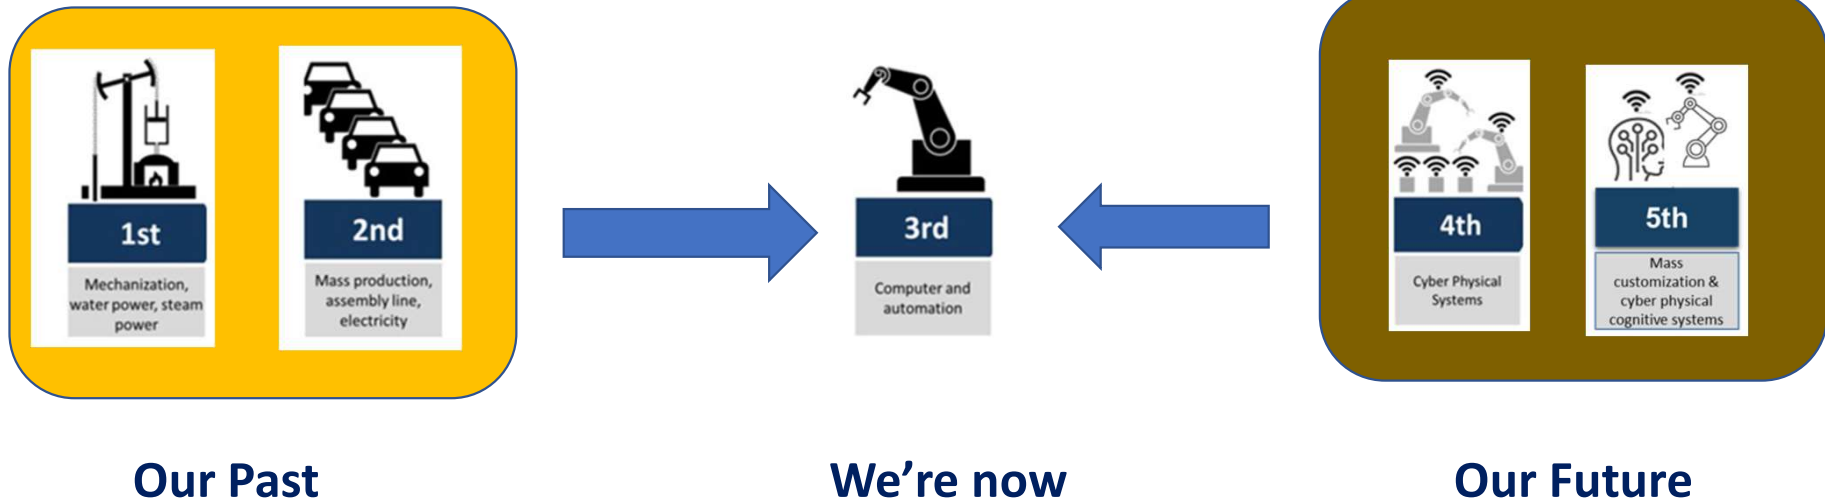 1st
Mechanization,
water power, steam
power
2nd
Mass production,
assembly line,
electricity
3rd
Computer and
automation
4th
Cyber Physical
Systems
5th
Mass
customization &
cyber physical
cognitive systems
Our Past
We're now
Our Future